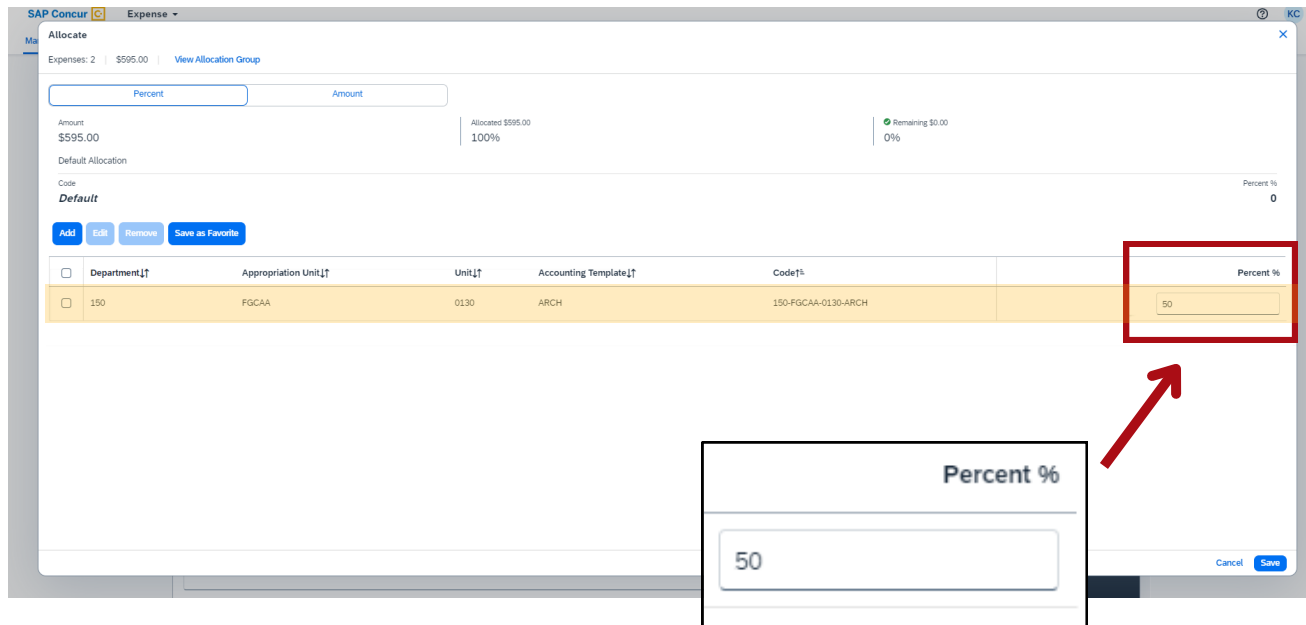 SAP Concur C Expense
KC
Ma
Allocate
Expenses: 2 | $595.00 | View Allocation Group
Percent Amount
Amount Allocated $595.00 Remaining $0.00
$595.00 100% 0%
Default Allocation
Code Percent %
Default 0
Add Edit Remove Save as Favorite
Department Appropriation Unit Unit Accounting Template Code Percent %
150 FGCAA 0130 ARCH 150-FGCAA-0130-ARCH 50
Percent %
50
Cancel Save